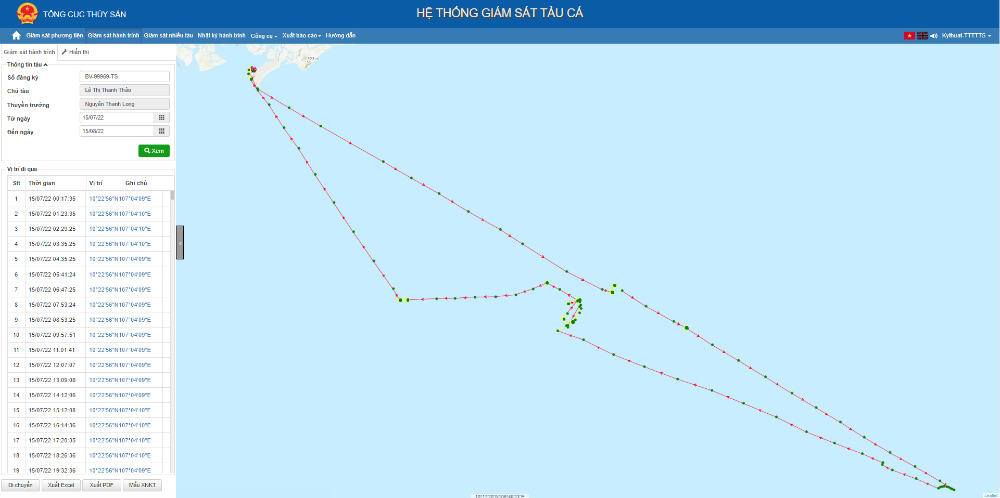 TỔNG CỤC THỦY SẢN
HỆ THỐNG GIÁM SÁT TÀU CÁ
Giám sát phương tiện Giám sát hành trình Giám sát nhiều tàu Nhật ký hành trình Công cụ Xuất báo cáo Hướng dẫn Kythuat-TTTTTS
Giám sát hành trình Hiển thị
Thông tin tàu
Số đăng ký BV-99969-TS
Chủ tàu Lê Thị Thanh Thảo
Thuyền trưởng Nguyễn Thanh Long
Từ ngày 15/07/22
Đến ngày 15/08/22
Xem
Vị trí đi qua
Stt Thời gian Vị trí Ghi chú
1 15/07/22 00:17:35 10°22'56"N107°04'09"E
2 15/07/22 01:23:35 10°22'56"N107°04'10"E
3 15/07/22 02:29:25 10°22'56"N107°04'10"E
4 15/07/22 03:35:25 10°22'56"N107°04'10"E
5 15/07/22 04:35:25 10°22'56"N107°04'09"E
6 15/07/22 05:41:24 10°22'56"N107°04'09"E
7 15/07/22 06:47:25 10°22'56"N107°04'09"E
8 15/07/22 07:53:24 10°22'56"N107°04'09"E
9 15/07/22 08:53:25 10°22'56"N107°04'09"E
10 15/07/22 09:57:51 10°22'56"N107°04'09"E
11 15/07/22 11:01:41 10°22'56"N107°04'09"E
12 15/07/22 12:07:07 10°22'56"N107°04'09"E
13 15/07/22 13:09:08 10°22'56"N107°04'09"E
14 15/07/22 14:12:06 10°22'56"N107°04'09"E
15 15/07/22 15:12:08 10°22'56"N107°04'09"E
16 15/07/22 16:14:36 10°22'56"N107°04'09"E
17 15/07/22 17:20:35 10°22'56"N107°04'10"E
18 15/07/22 18:26:36 10°22'56"N107°04'10"E
19 15/07/22 19:32:36 10°22'56"N107°04'09"E
Di chuyển Xuất Excel Xuất PDF Mẫu XNKT
323 m
10°17'20"N106°49'23"E
Leaflet